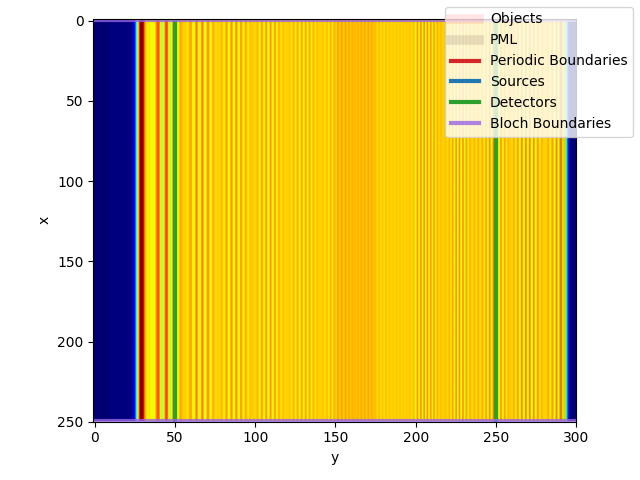 Objects
PML
Periodic Boundaries
Sources
Detectors
Bloch Boundaries
0
50
100
150
200
250
x
0 50 100 150 200 250 300
y